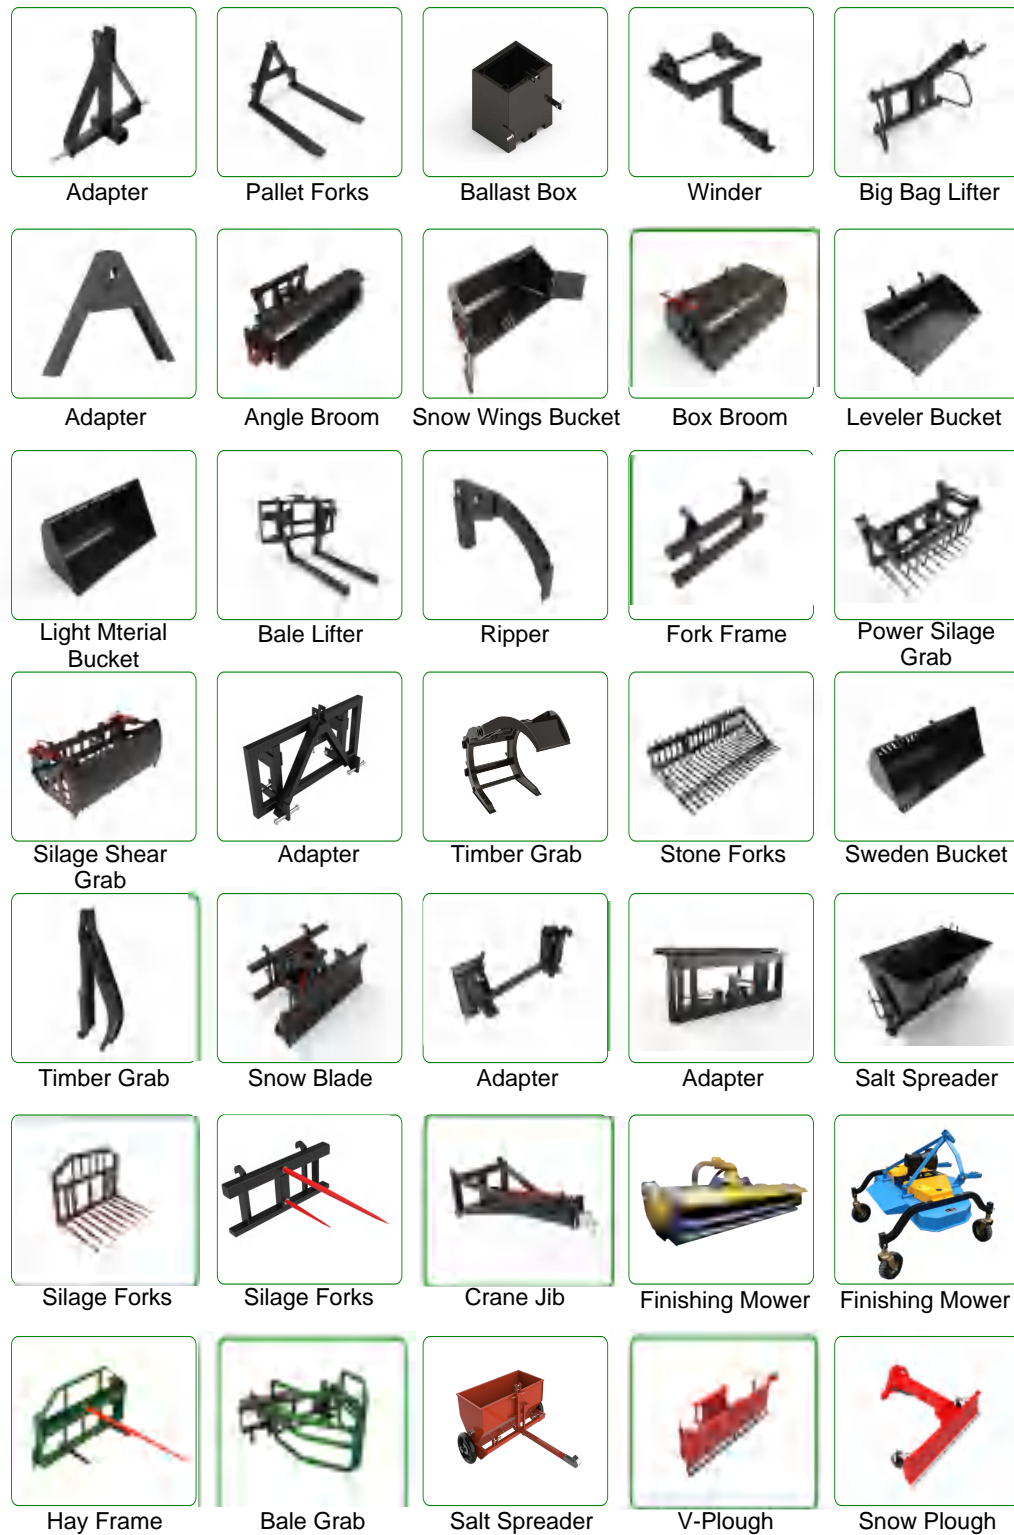 Adapter Pallet Forks Ballast Box Winder Big Bag Lifter
Adapter Angle Broom Snow Wings Bucket Box Broom Leveler Bucket
Light Mterial Bucket Bale Lifter Ripper Fork Frame Power Silage Grab
Silage Shear Grab Adapter Timber Grab Stone Forks Sweden Bucket
Timber Grab Snow Blade Adapter Adapter Salt Spreader
Silage Forks Silage Forks Crane Jib Finishing Mower Finishing Mower
Hay Frame Bale Grab Salt Spreader V-Plough Snow Plough